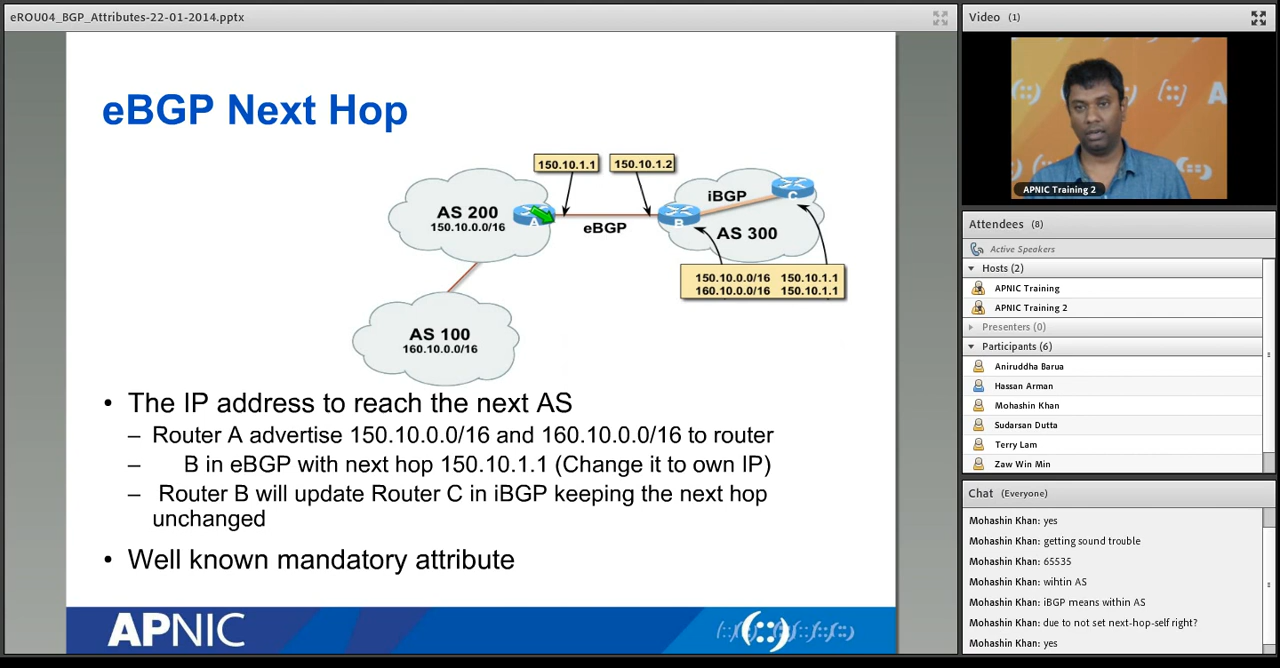 eROU04_BGP_Attributes-22-01-2014.pptx
eBGP Next Hop
150.10.1.1
150.10.1.2
AS 200
150.10.0.0/16
A
eBGP
B
iBGP
C
AS 300
150.10.0.0/16 150.10.1.1
160.10.0.0/16 150.10.1.1
AS 100
160.10.0.0/16
• The IP address to reach the next AS
– Router A advertise 150.10.0.0/16 and 160.10.0.0/16 to router
– B in eBGP with next hop 150.10.1.1 (Change it to own IP)
– Router B will update Router C in iBGP keeping the next hop
unchanged
• Well known mandatory attribute
APNIC
Video (1)
A
APNIC Training 2
Attendees (8)
Active Speakers
Hosts (2)
APNIC Training
APNIC Training 2
Presenters (0)
Participants (6)
Aniruddha Barua
Hassan Arman
Mohashin Khan
Sudarsan Dutta
Terry Lam
Zaw Win Min
Chat (Everyone)
Mohashin Khan: yes
Mohashin Khan: getting sound trouble
Mohashin Khan: 65535
Mohashin Khan: wihtin AS
Mohashin Khan: iBGP means within AS
Mohashin Khan: due to not set next-hop-self right?
Mohashin Khan: yes